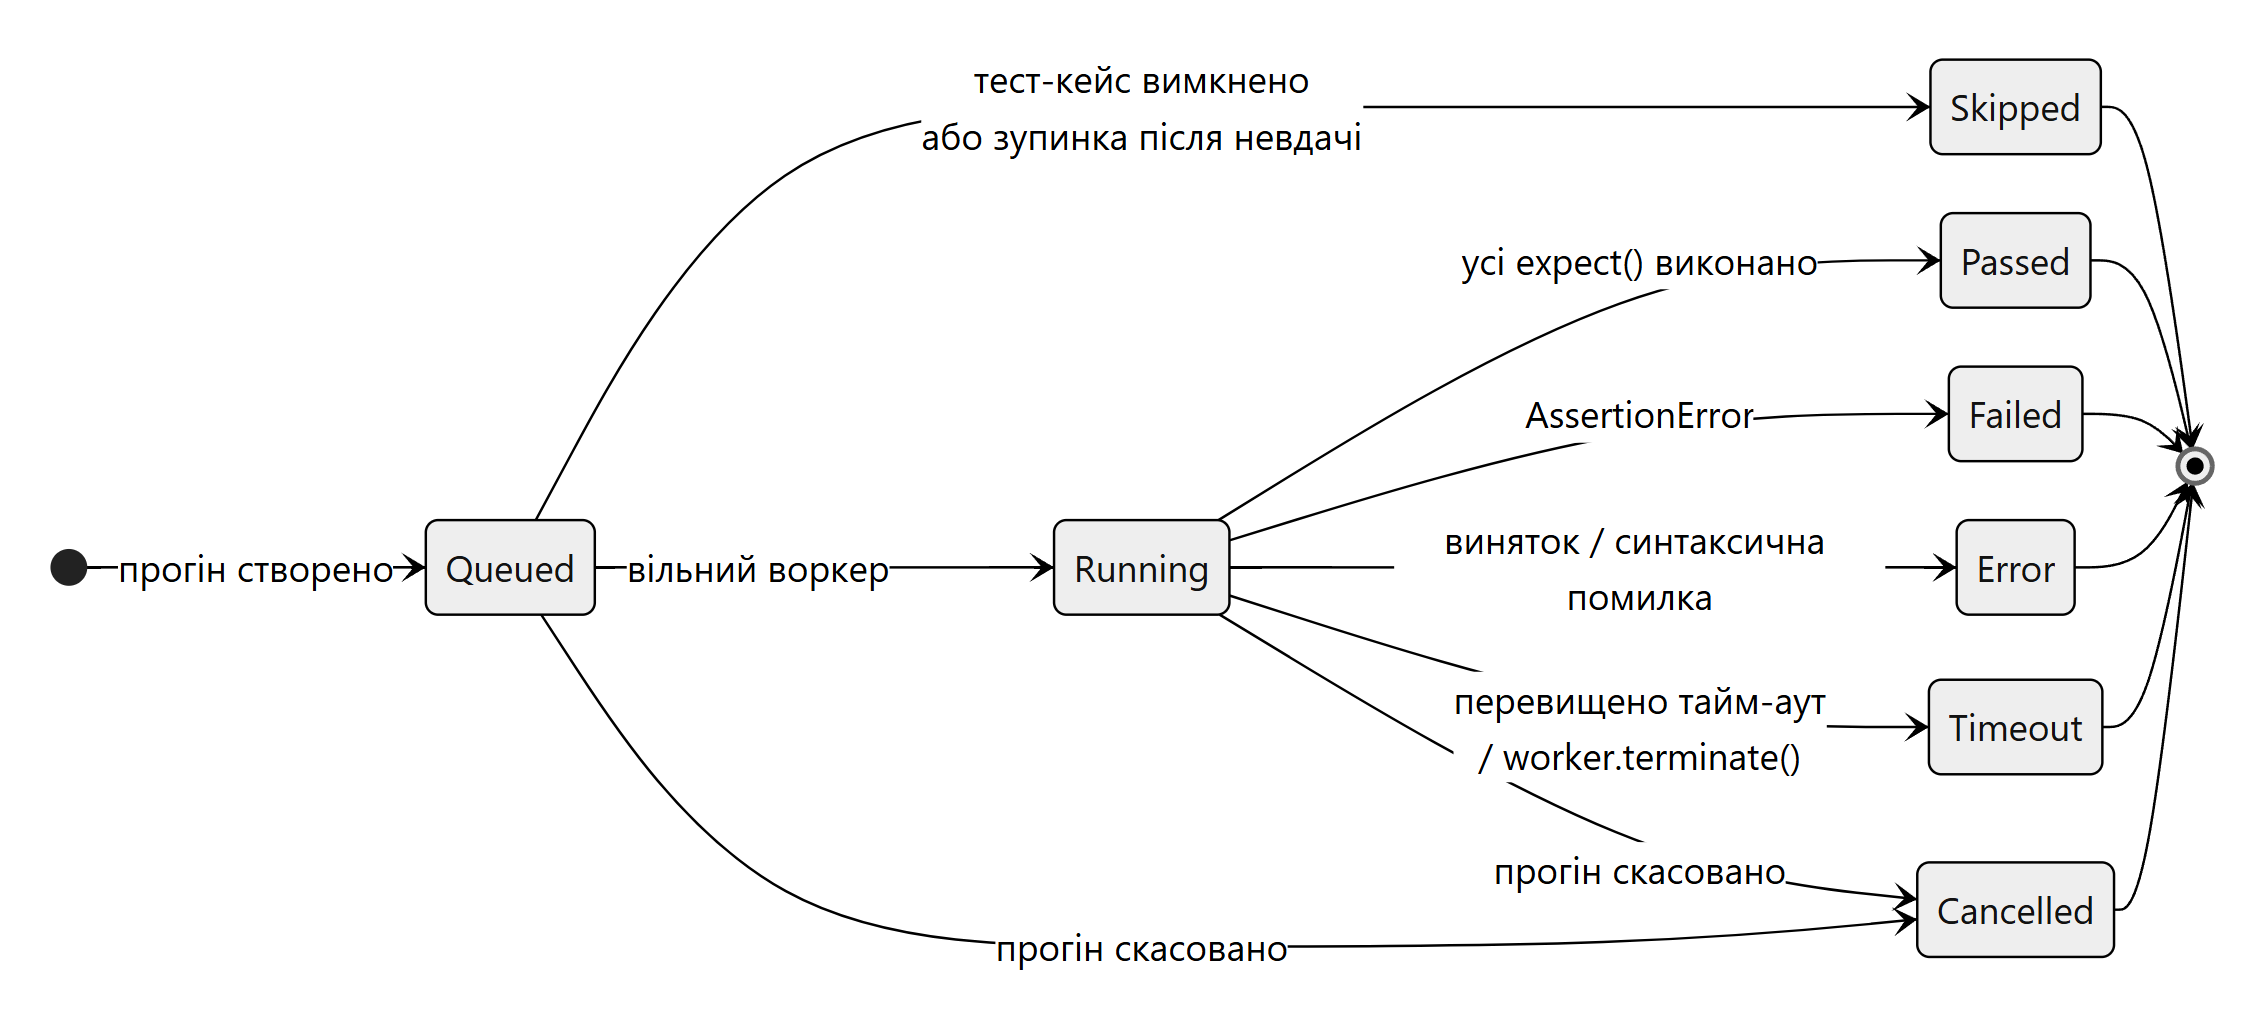 тест-кейс вимкнено
або зупинка після невдачі
Skipped
усі expect() виконано
Passed
AssertionError
Failed
прогін створено
Queued
вільний воркер
Running
виняток / синтаксична
помилка
Error
перевищено тайм-аут
/ worker.terminate()
Timeout
прогін скасовано
Cancelled
прогін скасовано